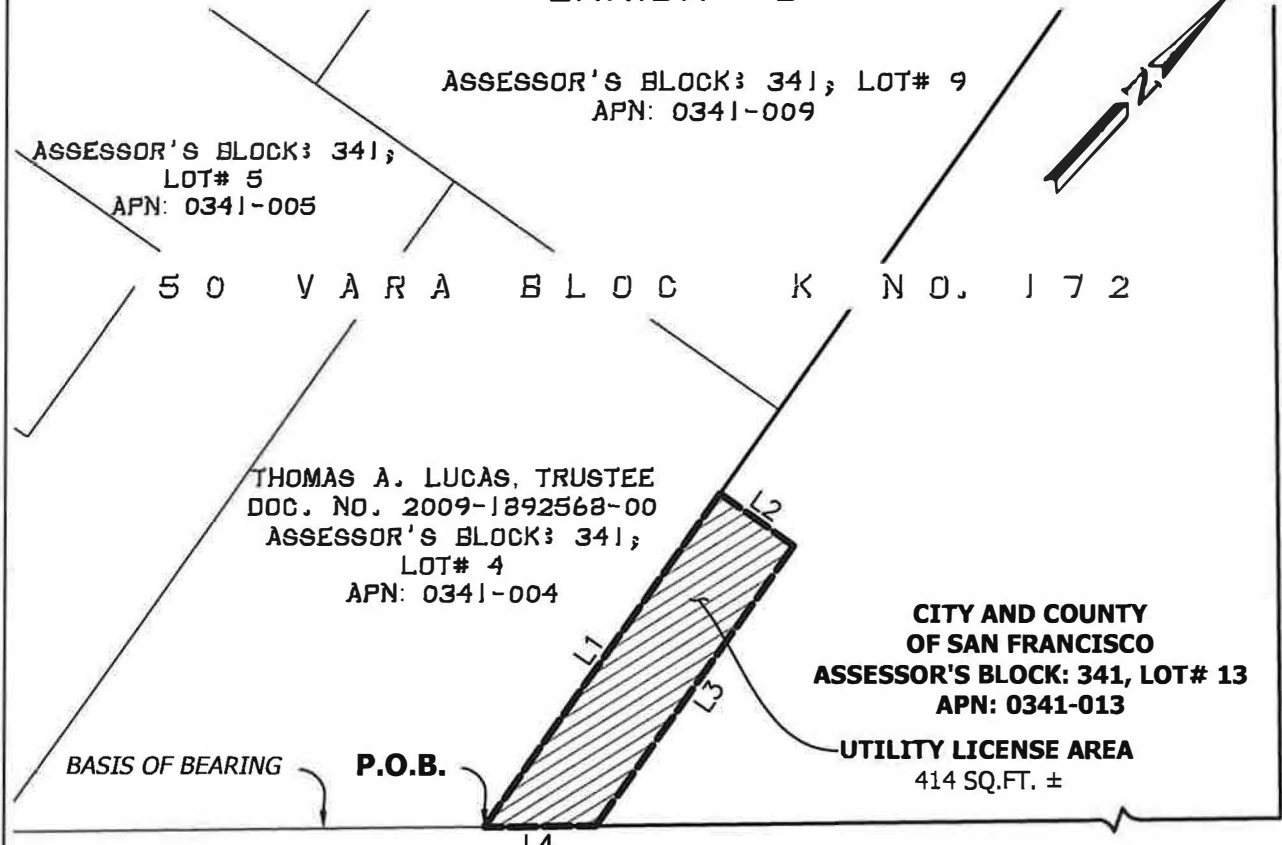 ASSESSOR'S BLOCK: 341; LOT# 9
APN: 0341-009
ASSESSOR'S BLOCK: 341;
LOT# 5
APN: 0341-005
N
50 VARA BLOC K NO. 172
THOMAS A. LUCAS, TRUSTEE
DOC. NO. 2009-1892568-00
ASSESSOR'S BLOCK: 341;
LOT# 4
APN: 0341-004
L2
L1
L3
CITY AND COUNTY
OF SAN FRANCISCO
ASSESSOR'S BLOCK: 341, LOT# 13
APN: 0341-013
UTILITY LICENSE AREA
414 SQ.FT. ±
BASIS OF BEARING
P.O.B.
L4